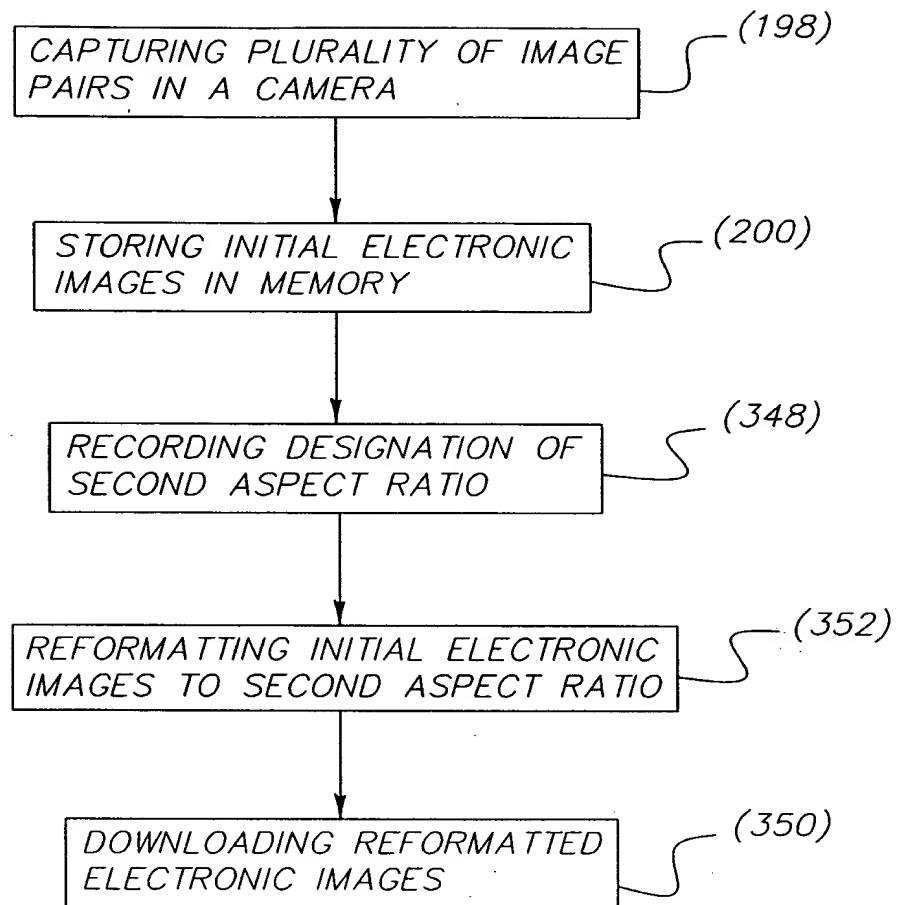 CAPTURING PLURALITY OF IMAGE
PAIRS IN A CAMERA
(198)
STORING INITIAL ELECTRONIC
IMAGES IN MEMORY
(200)
RECORDING DESIGNATION OF
SECOND ASPECT RATIO
(348)
REFORMATTING INITIAL ELECTRONIC
IMAGES TO SECOND ASPECT RATIO
(352)
DOWNLOADING REFORMATTED
ELECTRONIC IMAGES
(350)